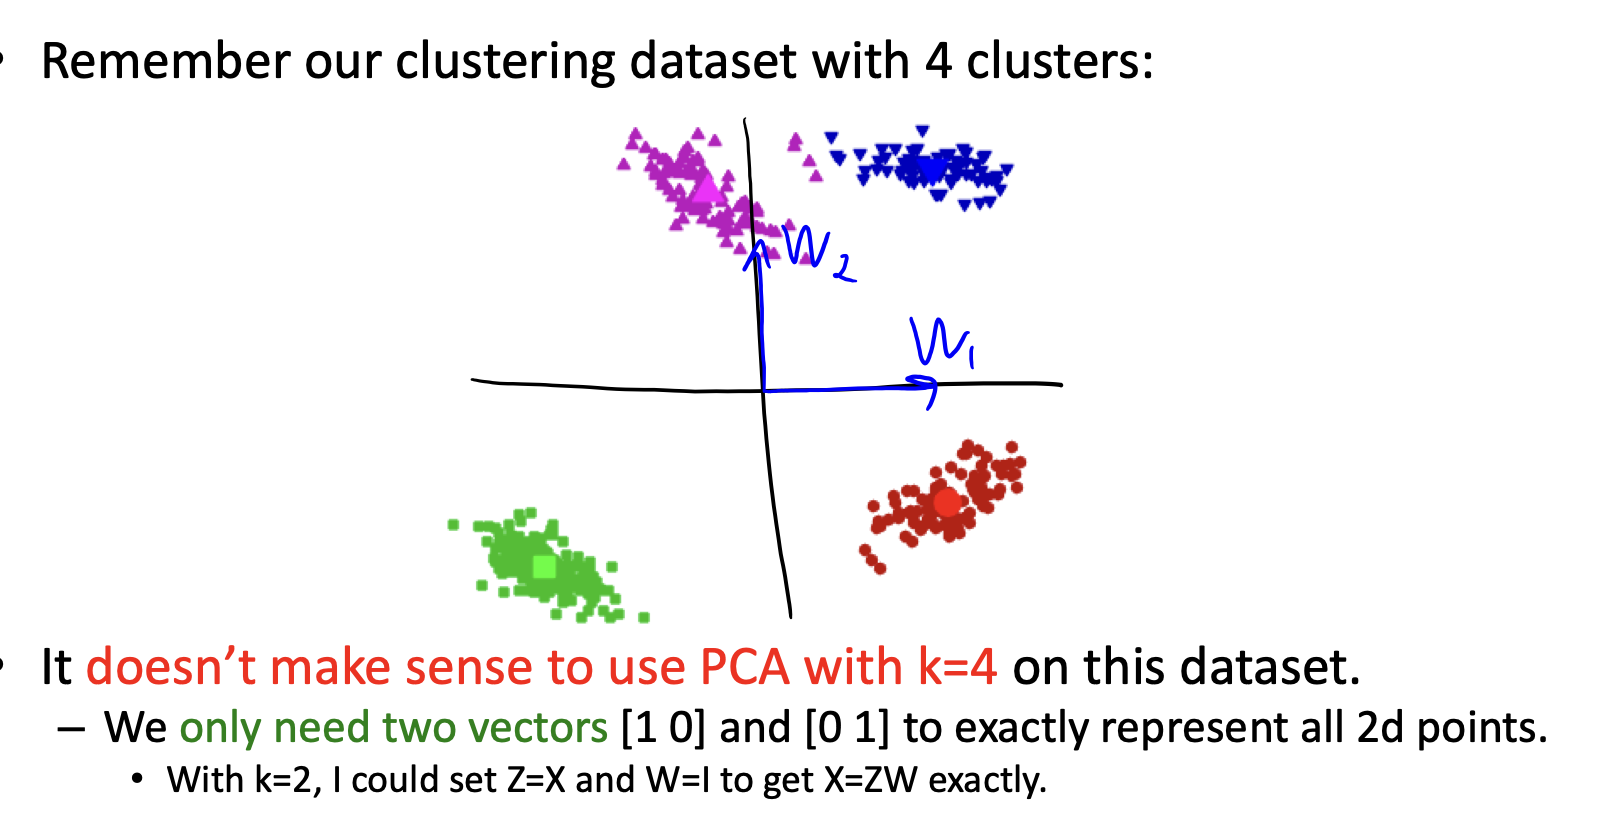 • Remember our clustering dataset with 4 clusters:
W2
W1
• It doesn't make sense to use PCA with k=4 on this dataset.
– We only need two vectors [1 0] and [0 1] to exactly represent all 2d points.
• With k=2, I could set Z=X and W=I to get X=ZW exactly.